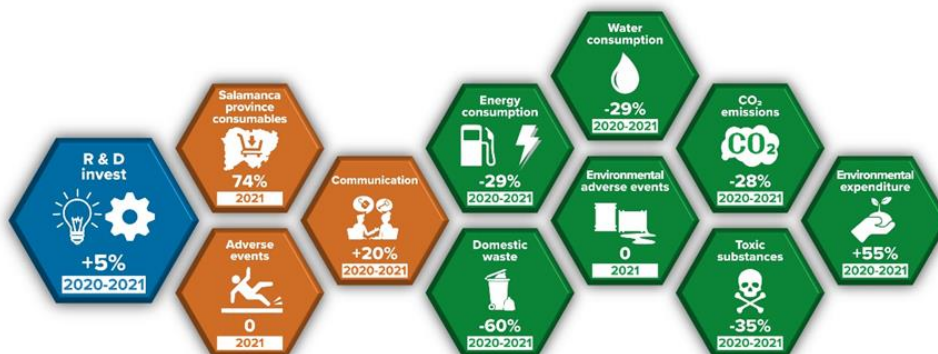 R & D
invest
+5%
2020-2021
Salamanca
province
consumables
74%
2021
Adverse
events
0
2021
Communication
+20%
2020-2021
Energy
consumption
-29%
2020-2021
Domestic
waste
-60%
2020-2021
Water
consumption
-29%
2020-2021
Environmental
adverse events
0
2021
CO₂
emissions
CO₂
-28%
2020-2021
Toxic
substances
-35%
2020-2021
Environmental
expenditure
+55%
2020-2021